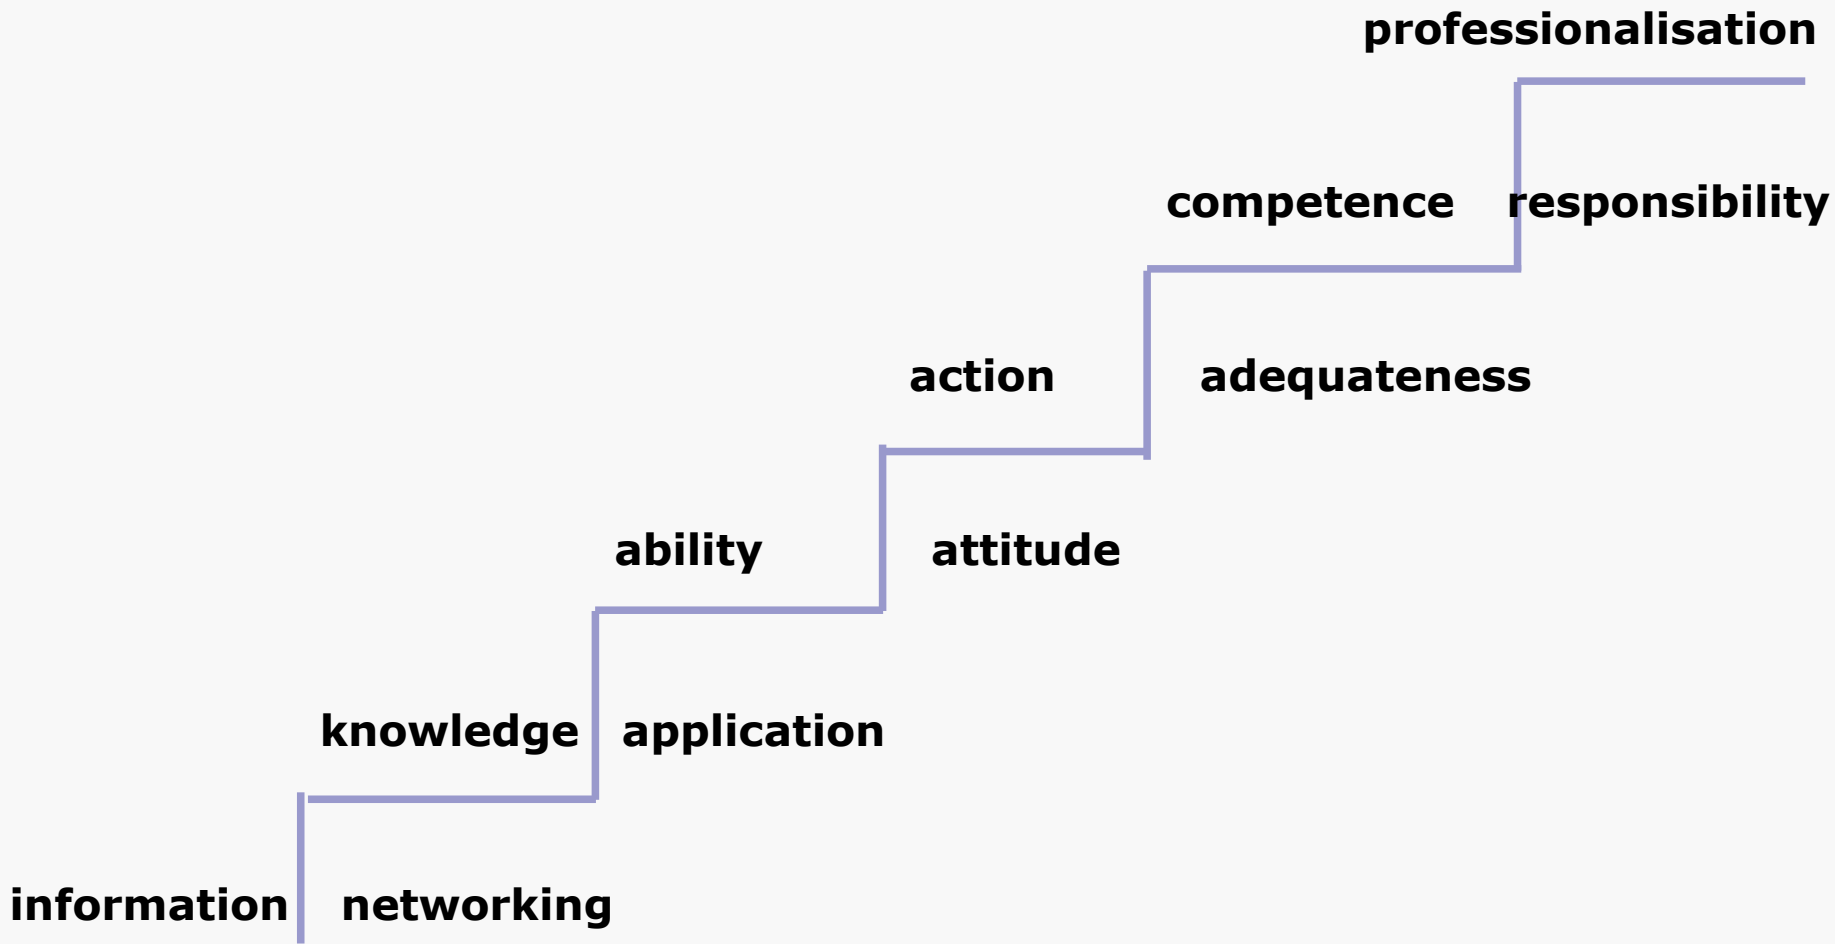 professionalisation
competence responsibility
action adequateness
ability attitude
knowledge application
information networking